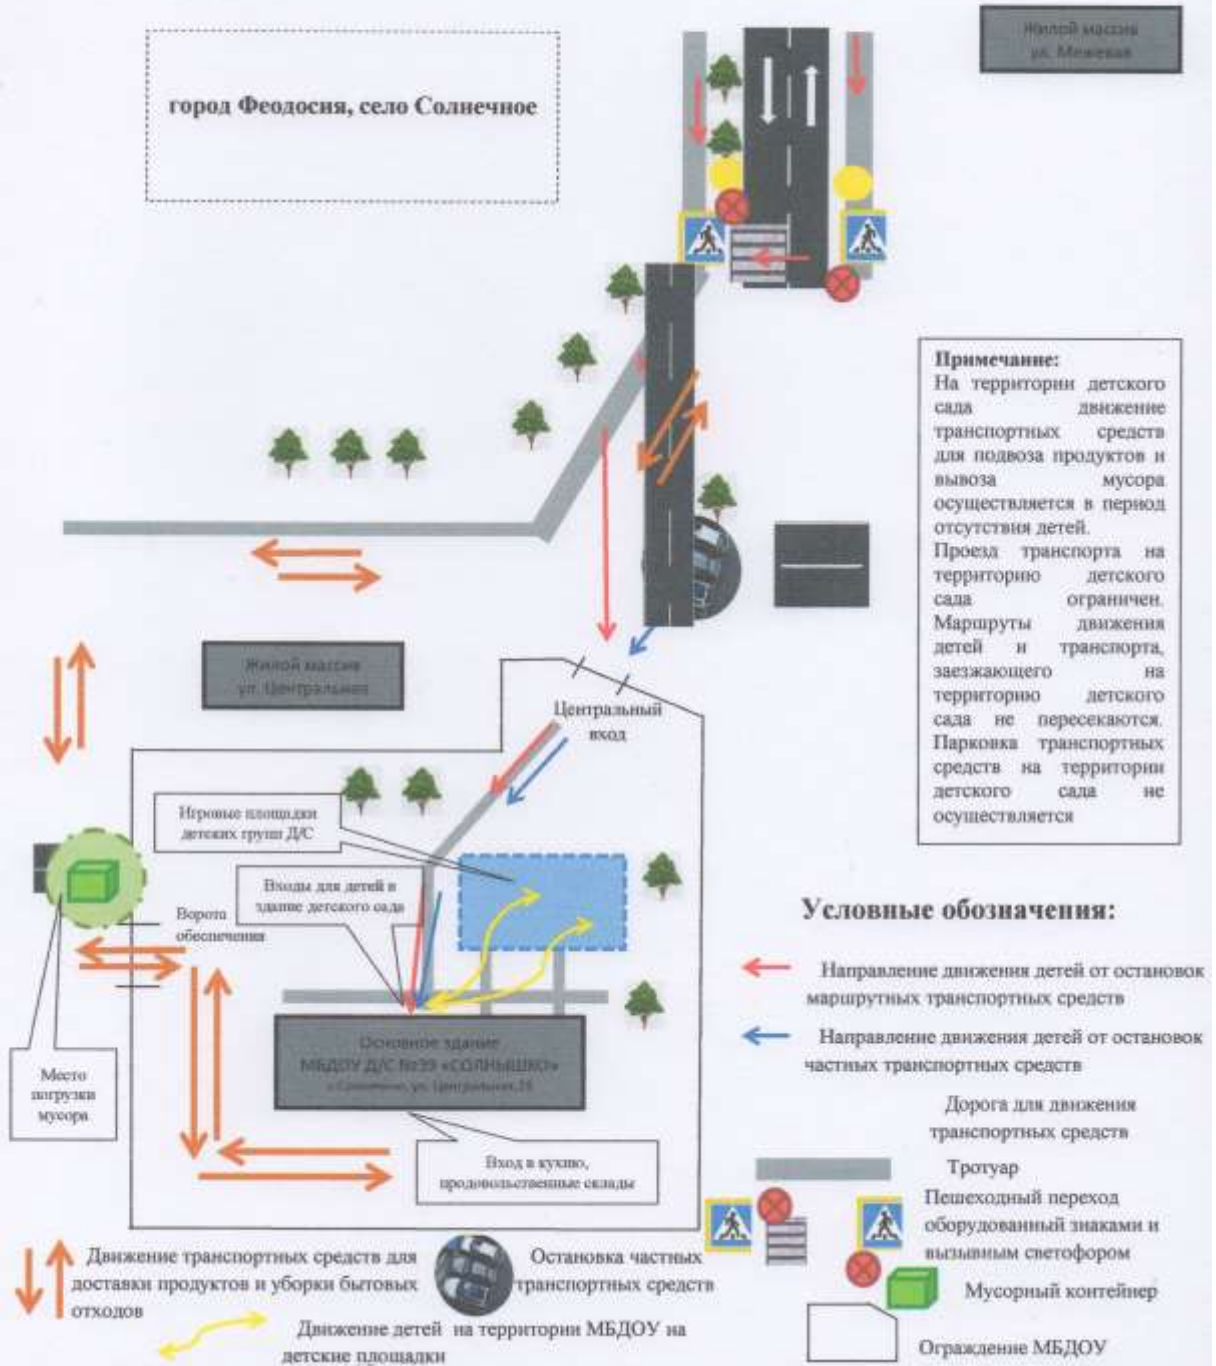 город Феодосия, село Солнечное
Жилой массив
ул. Межевая
Примечание:
На территории детского
сада движение
транспортных средств
для подвоза продуктов и
вывоза мусора
осуществляется в период
отсутствия детей.
Проезд транспорта на
территорию детского
сада ограничен.
Маршруты движения
детей и транспорта,
заезжающего на
территорию детского
сада не пересекаются.
Парковка транспортных
средств на территории
детского сада не
осуществляется
Жилой массив
ул. Центральная
Центральный
вход
Игровые площадки
детских групп Д/С
Входы для детей в
здание детского сада
Ворота
обеспечения
Место
погрузки
мусора
Основное здание
МБДОУ Д/С №39 «СОЛНЫШКО»
ул. Центральная,
Вход в кухню,
продовольственные склады
Условные обозначения:
Направление движения детей от остановок
маршрутных транспортных средств
Направление движения детей от остановок
частных транспортных средств
Дорога для движения
транспортных средств
Тротуар
Пешеходный переход
оборудованный знаками и
вызывным светофором
Мусорный контейнер
Ограждение МБДОУ
Движение транспортных средств для
доставки продуктов и уборки бытовых
отходов
Остановка частных
транспортных средств
Движение детей на территории МБДОУ на
детские площадки